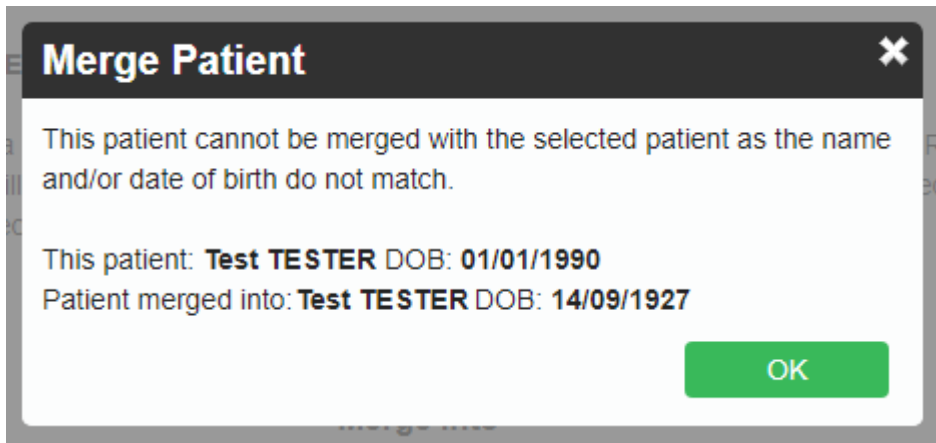 Merge Patient
This patient cannot be merged with the selected patient as the name
and/or date of birth do not match.
This patient: Test TESTER DOB: 01/01/1990
Patient merged into: Test TESTER DOB: 14/09/1927
OK